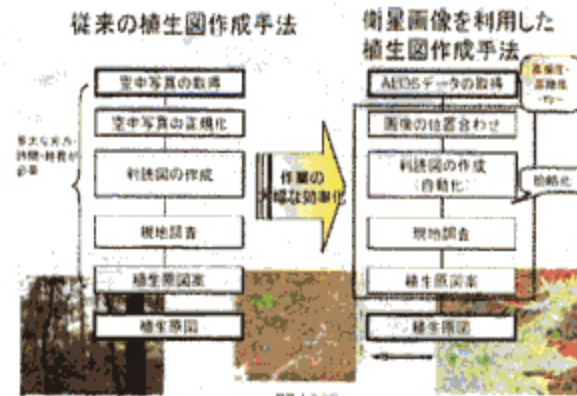 従来の植生図作成手法
空中写真の取得
空中写真の正規化
判読図の作成
現地調査
植生原図案
植生原図
作業の
大幅な効率化
衛星画像を利用した
植生図作成手法
ALOSデータの取得
画像の位置合わせ
判読図の作成
(自動化)
現地調査
植生原図案
植生原図